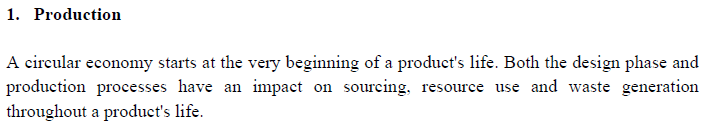 1. Production
A circular economy starts at the very beginning of a product's life. Both the design phase and
production processes have an impact on sourcing, resource use and waste generation
throughout a product's life.